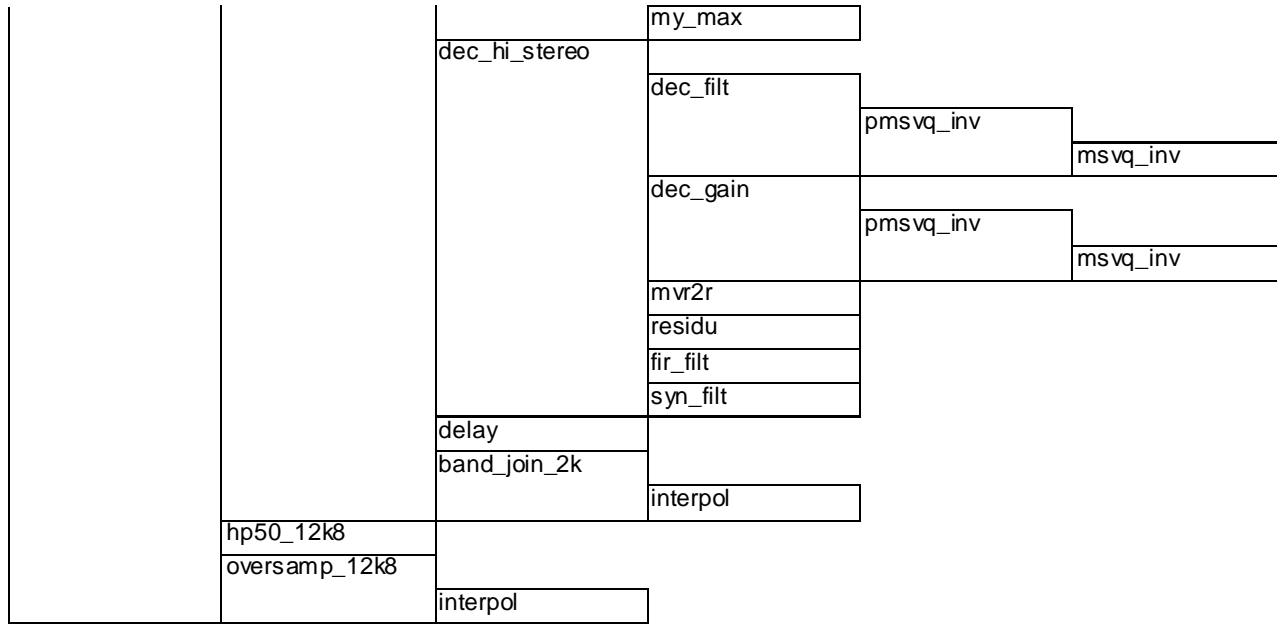 my_max
dec_hi_stereo
dec_filt
pmsvq_inv
msvq_inv
dec_gain
pmsvq_inv
msvq_inv
mvr2r
residu
fir_filt
syn_filt
delay
band_join_2k
interpol
hp50_12k8
oversamp_12k8
interpol